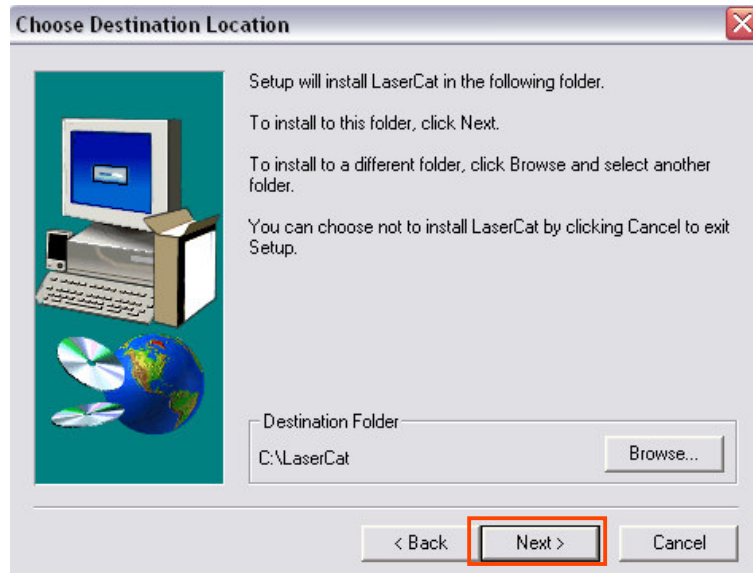 Choose Destination Location
Setup will install LaserCat in the following folder.
To install to this folder, click Next.
To install to a different folder, click Browse and select another
folder.
You can choose not to install LaserCat by clicking Cancel to exit
Setup.
Destination Folder
C:\LaserCat
Browse...
< Back
Next >
Cancel